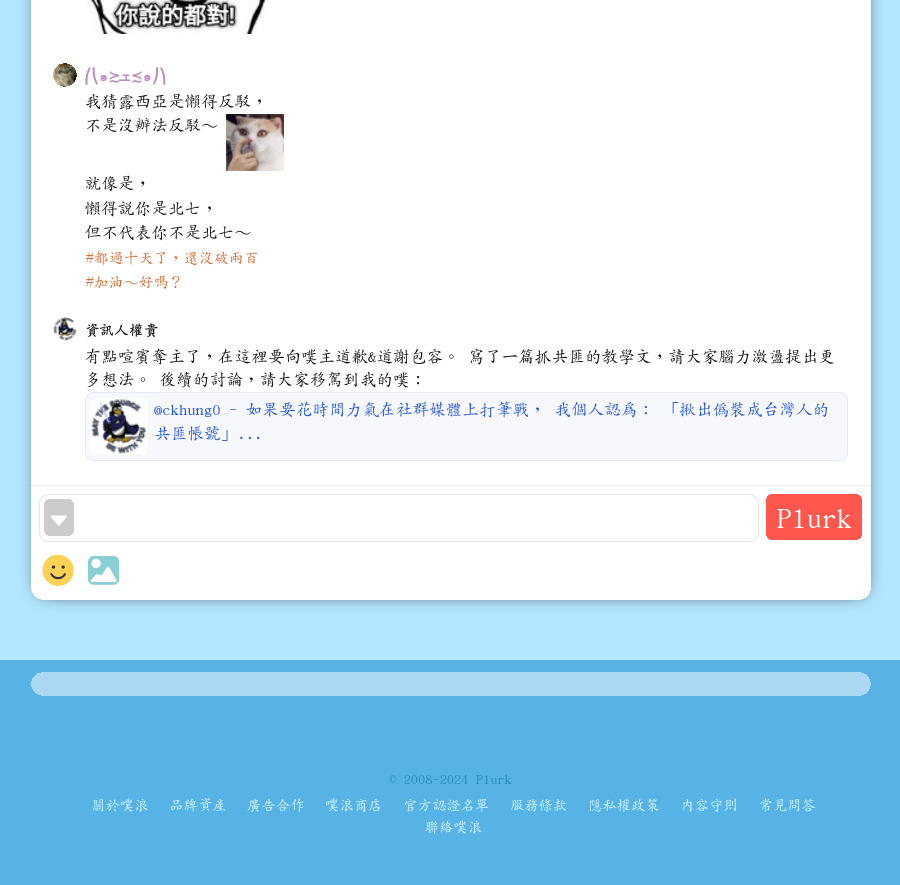 你說的都對!
⎛⎝⋟ꎁ⋞⎠⎞
我猜露西亞是懶得反駁，
不是沒辦法反駁～
就像是，
懶得說你是北七，
但不代表你不是北七～
#都過十天了，還沒破兩百
#加油～好嗎？
資訊人權貴
有點喧賓奪主了，在這裡要向噗主道歉&道謝包容。 寫了一篇抓共匪的教學文，請大家腦力激盪提出更
多想法。 後續的討論，請大家移駕到我的噗：
@ckhung0 - 如果要花時間力氣在社群媒體上打筆戰， 我個人認為： 「揪出偽裝成台灣人的
共匪帳號」...
Plurk
© 2008-2024 Plurk
關於噗浪 品牌資產 廣告合作 噗浪商店 官方認證名單 服務條款 隱私權政策 內容守則 常見問答
聯絡噗浪